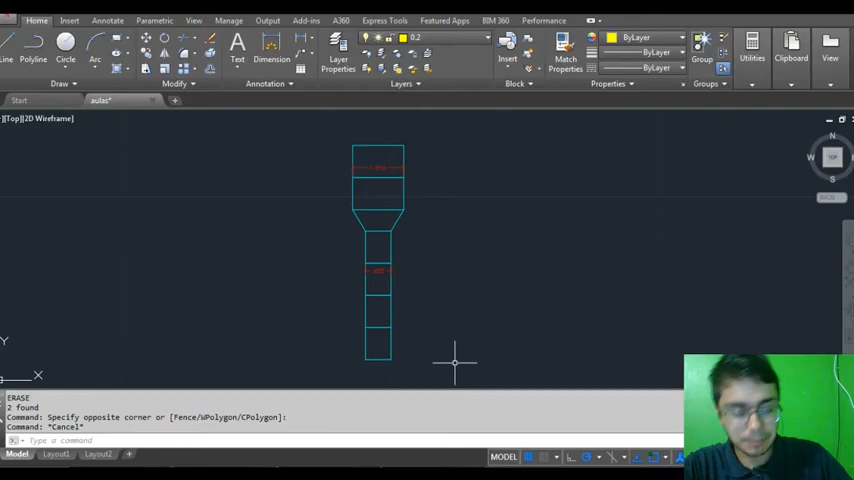 Home Insert Annotate Parametric View Manage Output Add-ins A360 Express Tools Featured Apps BIM 360 Performance
0.2 ByLayer
Line Polyline Circle Arc Text Dimension Layer Properties Insert Match Properties ByLayer Group Utilities Clipboard View
ByLayer
Draw Modify Annotation Layers Block Properties Groups
Start aulas*
[Top][2D Wireframe]
N
W TOP
S
Y
X
ERASE
2 found
Command: Specify opposite corner or [Fence/WPolygon/CPolygon]:
Command: *Cancel*
Type a command
Model Layout1 Layout2 + MODEL